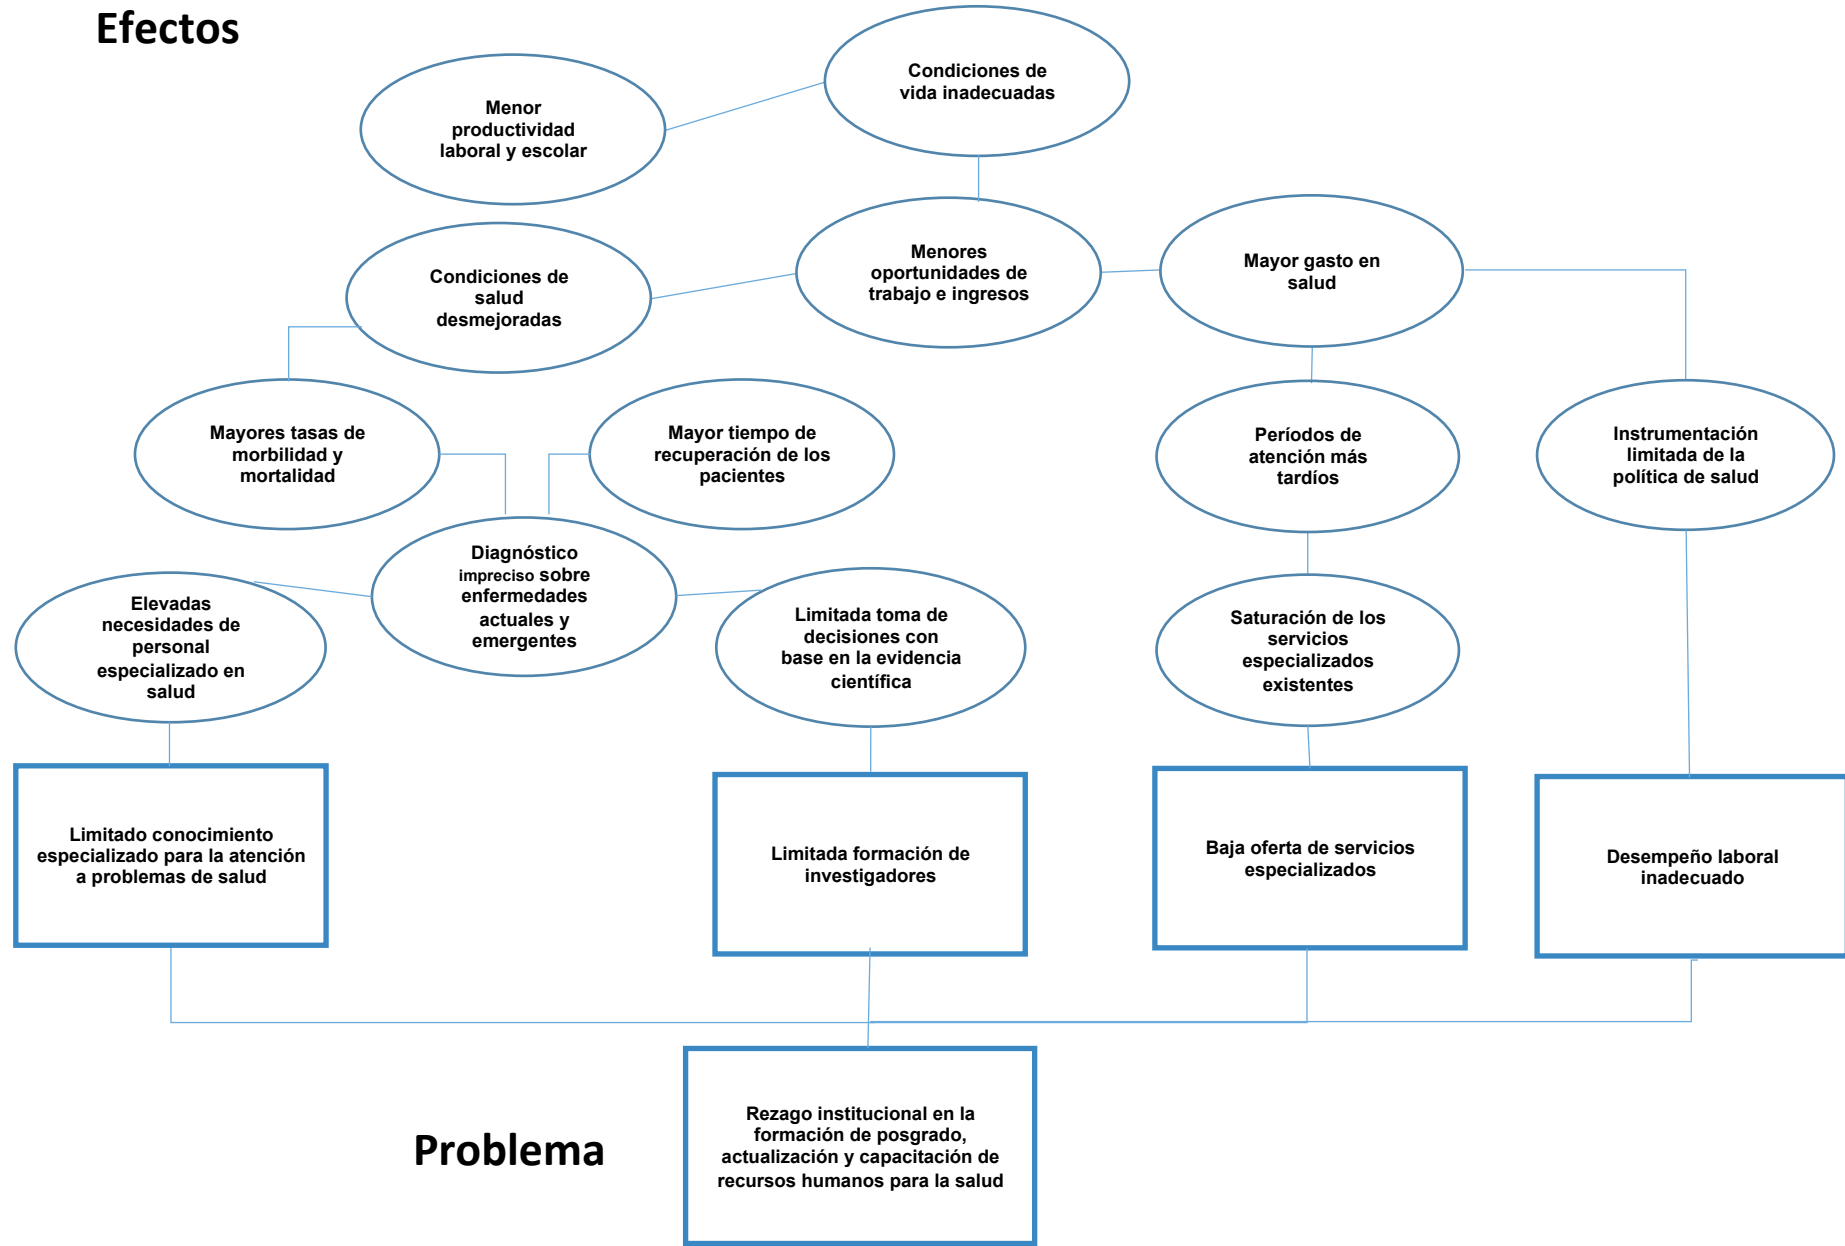 Efectos
Condiciones de
vida inadecuadas
Menor
productividad
laboral y escolar
Condiciones de
salud
desmejoradas
Menores
oportunidades de
trabajo e ingresos
Mayor gasto en
salud
Mayores tasas de
morbilidad y
mortalidad
Mayor tiempo de
recuperación de los
pacientes
Períodos de
atención más
tardíos
Instrumentación
limitada de la
política de salud
Diagnóstico
impreciso sobre
enfermedades
actuales y
emergentes
Elevadas
necesidades de
personal
especializado en
salud
Limitada toma de
decisiones con
base en la evidencia
científica
Saturación de los
servicios
especializados
existentes
Limitado conocimiento
especializado para la atención
a problemas de salud
Limitada formación de
investigadores
Baja oferta de servicios
especializados
Desempeño laboral
inadecuado
Problema
Rezago institucional en la
formación de posgrado,
actualización y capacitación de
recursos humanos para la salud